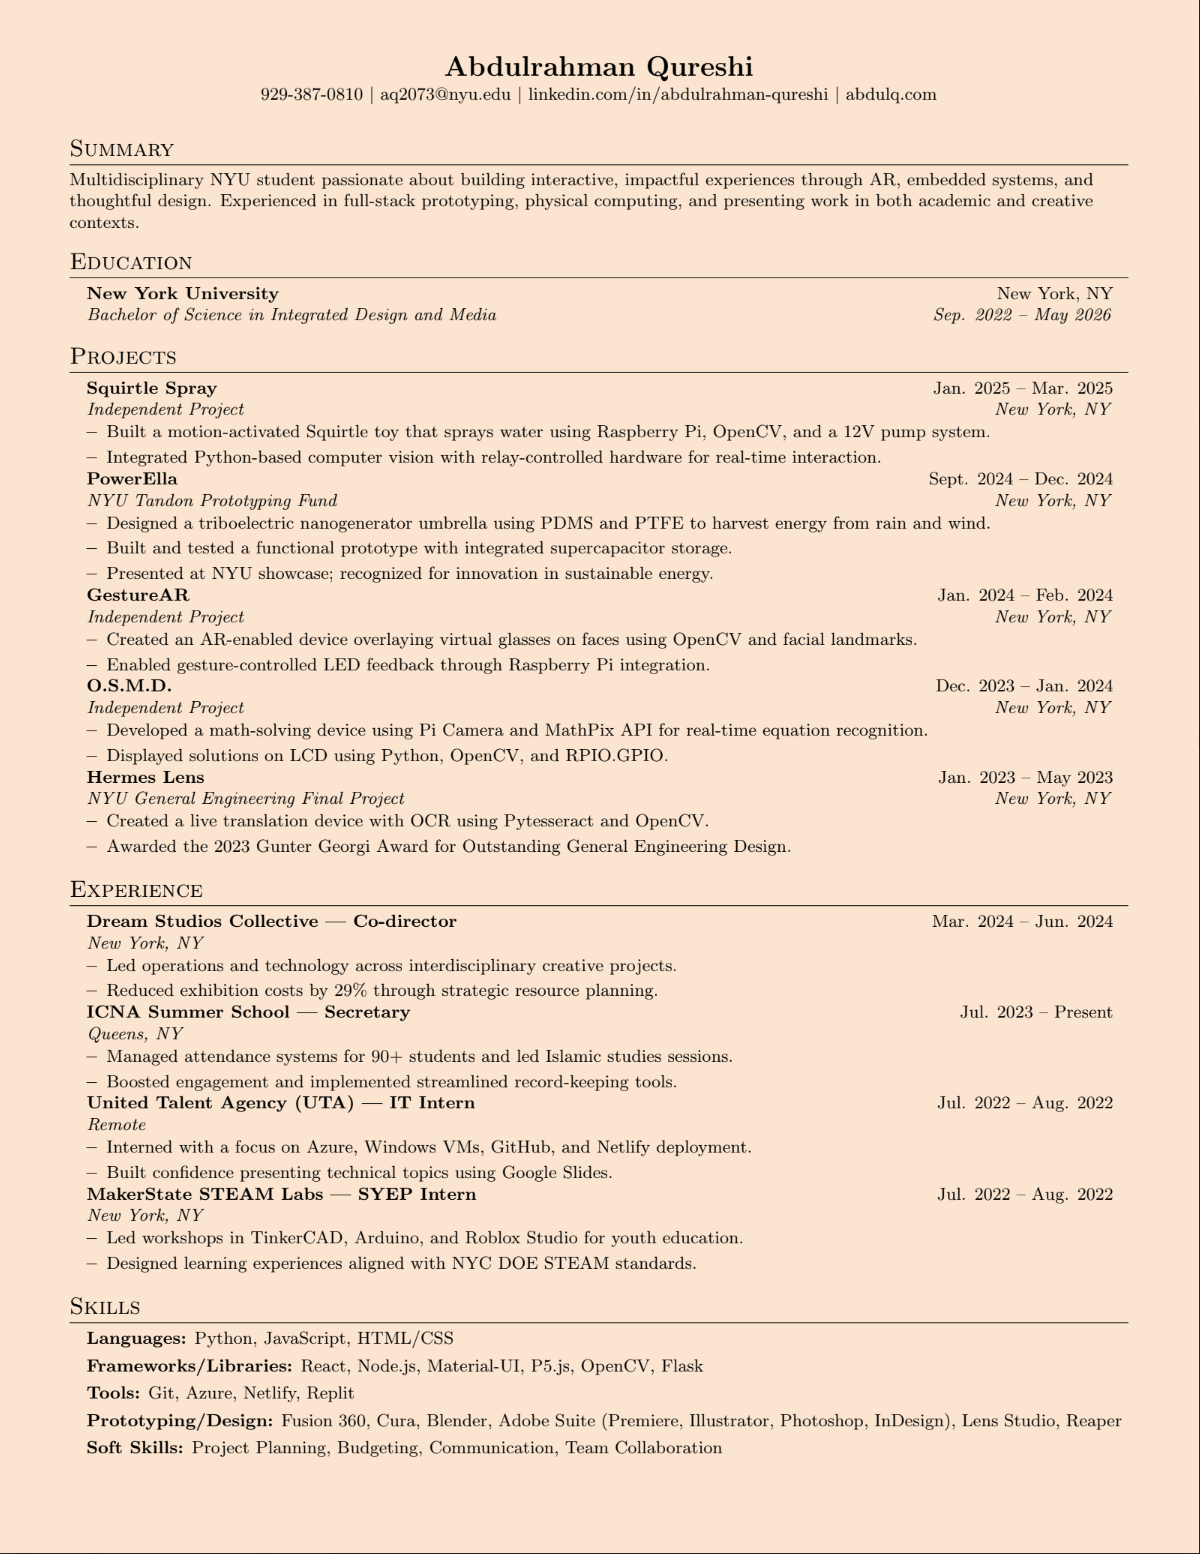 Abdulrahman Qureshi
929-387-0810 | aq2073@nyu.edu | linkedin.com/in/abdulrahman-qureshi | abdulq.com
Summary
Multidisciplinary NYU student passionate about building interactive, impactful experiences through AR, embedded systems, and
thoughtful design. Experienced in full-stack prototyping, physical computing, and presenting work in both academic and creative
contexts.
Education
New York University New York, NY
Bachelor of Science in Integrated Design and Media Sep. 2022 – May 2026
Projects
Squirtle Spray Jan. 2025 – Mar. 2025
Independent Project New York, NY
– Built a motion-activated Squirtle toy that sprays water using Raspberry Pi, OpenCV, and a 12V pump system.
– Integrated Python-based computer vision with relay-controlled hardware for real-time interaction.
PowerElla Sept. 2024 – Dec. 2024
NYU Tandon Prototyping Fund New York, NY
– Designed a triboelectric nanogenerator umbrella using PDMS and PTFE to harvest energy from rain and wind.
– Built and tested a functional prototype with integrated supercapacitor storage.
– Presented at NYU showcase; recognized for innovation in sustainable energy.
GestureAR Jan. 2024 – Feb. 2024
Independent Project New York, NY
– Created an AR-enabled device overlaying virtual glasses on faces using OpenCV and facial landmarks.
– Enabled gesture-controlled LED feedback through Raspberry Pi integration.
O.S.M.D. Dec. 2023 – Jan. 2024
Independent Project New York, NY
– Developed a math-solving device using Pi Camera and MathPix API for real-time equation recognition.
– Displayed solutions on LCD using Python, OpenCV, and RPIO.GPIO.
Hermes Lens Jan. 2023 – May 2023
NYU General Engineering Final Project New York, NY
– Created a live translation device with OCR using Pytesseract and OpenCV.
– Awarded the 2023 Gunter Georgi Award for Outstanding General Engineering Design.
Experience
Dream Studios Collective — Co-director Mar. 2024 – Jun. 2024
New York, NY
– Led operations and technology across interdisciplinary creative projects.
– Reduced exhibition costs by 29% through strategic resource planning.
ICNA Summer School — Secretary Jul. 2023 – Present
Queens, NY
– Managed attendance systems for 90+ students and led Islamic studies sessions.
– Boosted engagement and implemented streamlined record-keeping tools.
United Talent Agency (UTA) — IT Intern Jul. 2022 – Aug. 2022
Remote
– Interned with a focus on Azure, Windows VMs, GitHub, and Netlify deployment.
– Built confidence presenting technical topics using Google Slides.
MakerState STEAM Labs — SYEP Intern Jul. 2022 – Aug. 2022
New York, NY
– Led workshops in TinkerCAD, Arduino, and Roblox Studio for youth education.
– Designed learning experiences aligned with NYC DOE STEAM standards.
Skills
Languages: Python, JavaScript, HTML/CSS
Frameworks/Libraries: React, Node.js, Material-UI, P5.js, OpenCV, Flask
Tools: Git, Azure, Netlify, Replit
Prototyping/Design: Fusion 360, Cura, Blender, Adobe Suite (Premiere, Illustrator, Photoshop, InDesign), Lens Studio, Reaper
Soft Skills: Project Planning, Budgeting, Communication, Team Collaboration